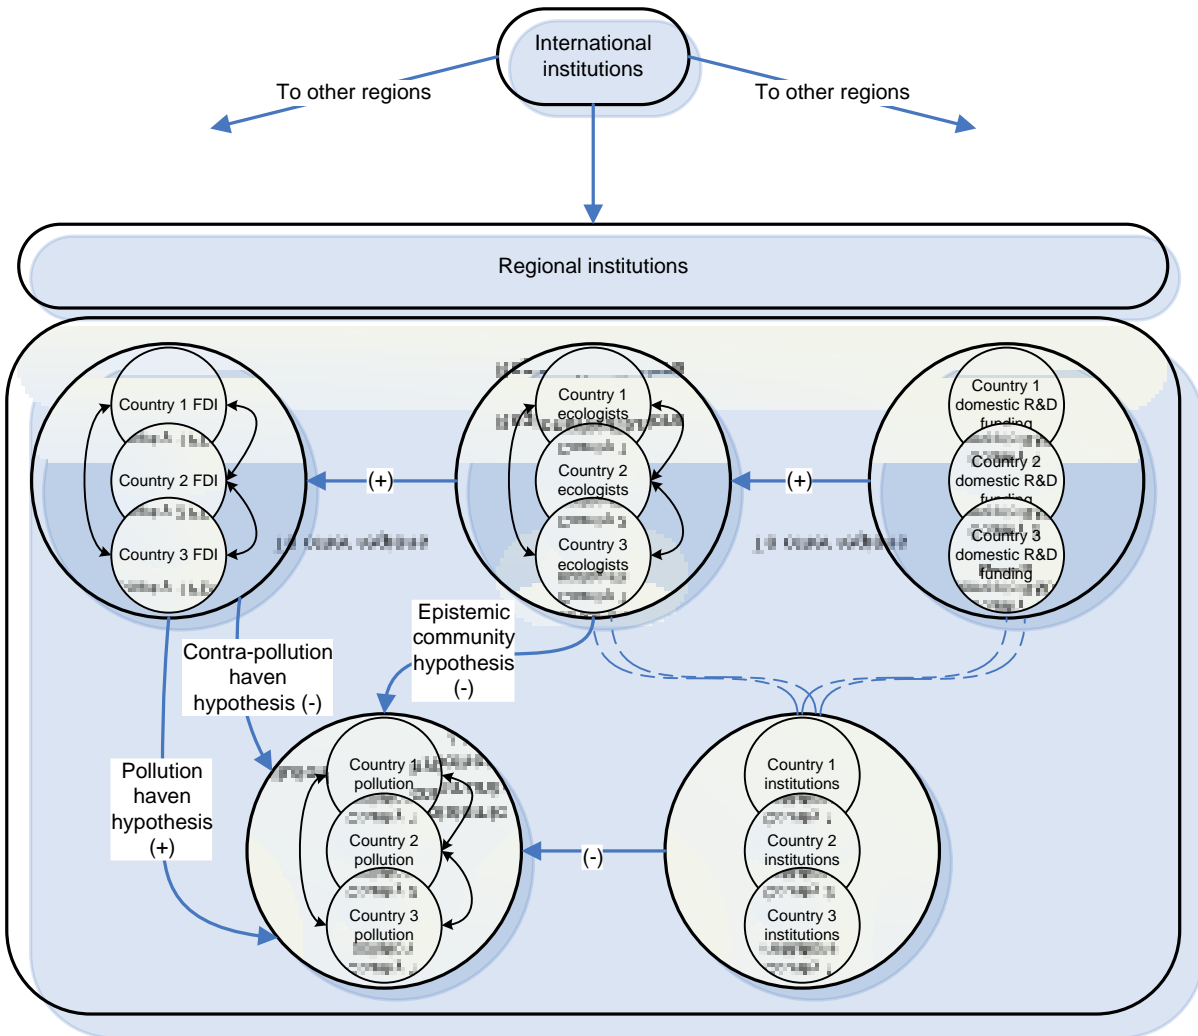 International
institutions
To other regions
To other regions
Regional institutions
Country 1 FDI
Country 2 FDI
Country 3 FDI
(+)
Country 1
ecologists
Country 2
ecologists
Country 3
ecologists
(+)
Country 1
domestic R&D
funding
Country 2
domestic R&D
funding
Country 3
domestic R&D
funding
Contra-pollution
haven
hypothesis (-)
Epistemic
community
hypothesis
(-)
Pollution
haven
hypothesis
(+)
Country 1
pollution
Country 2
pollution
Country 3
pollution
(-)
Country 1
institutions
Country 2
institutions
Country 3
institutions